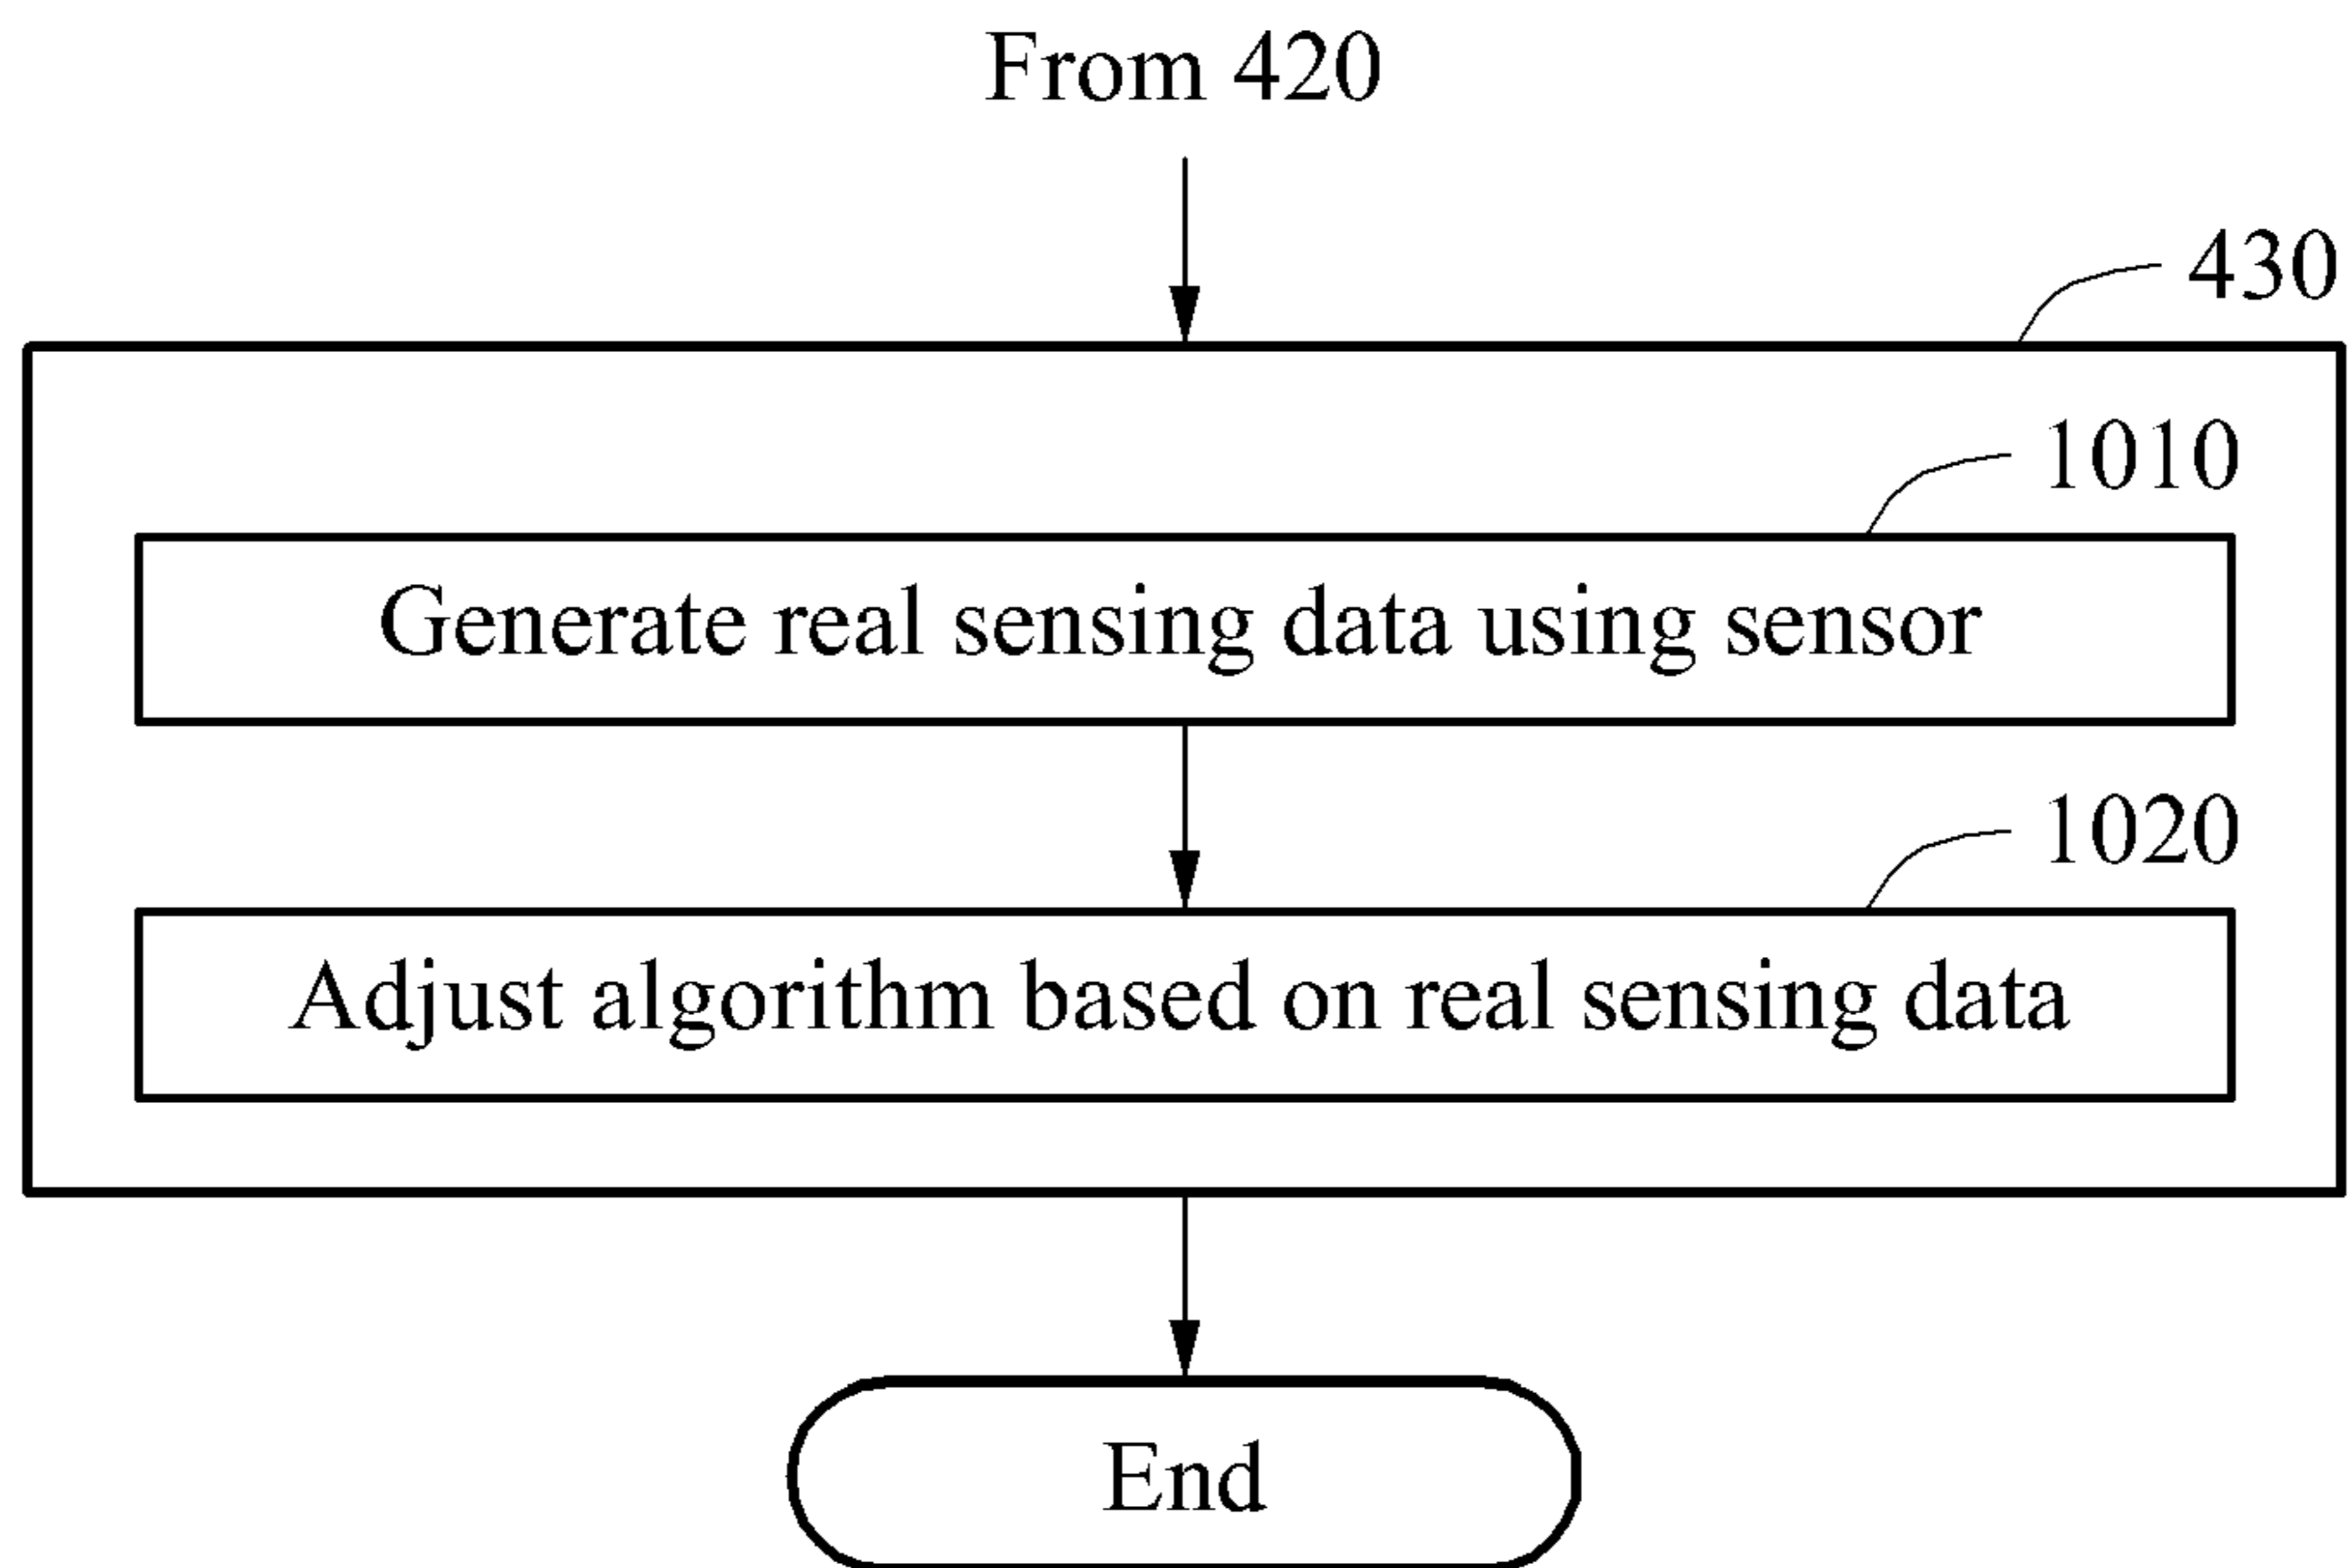 From 420
430
1010
Generate real sensing data using sensor
1020
Adjust algorithm based on real sensing data
End